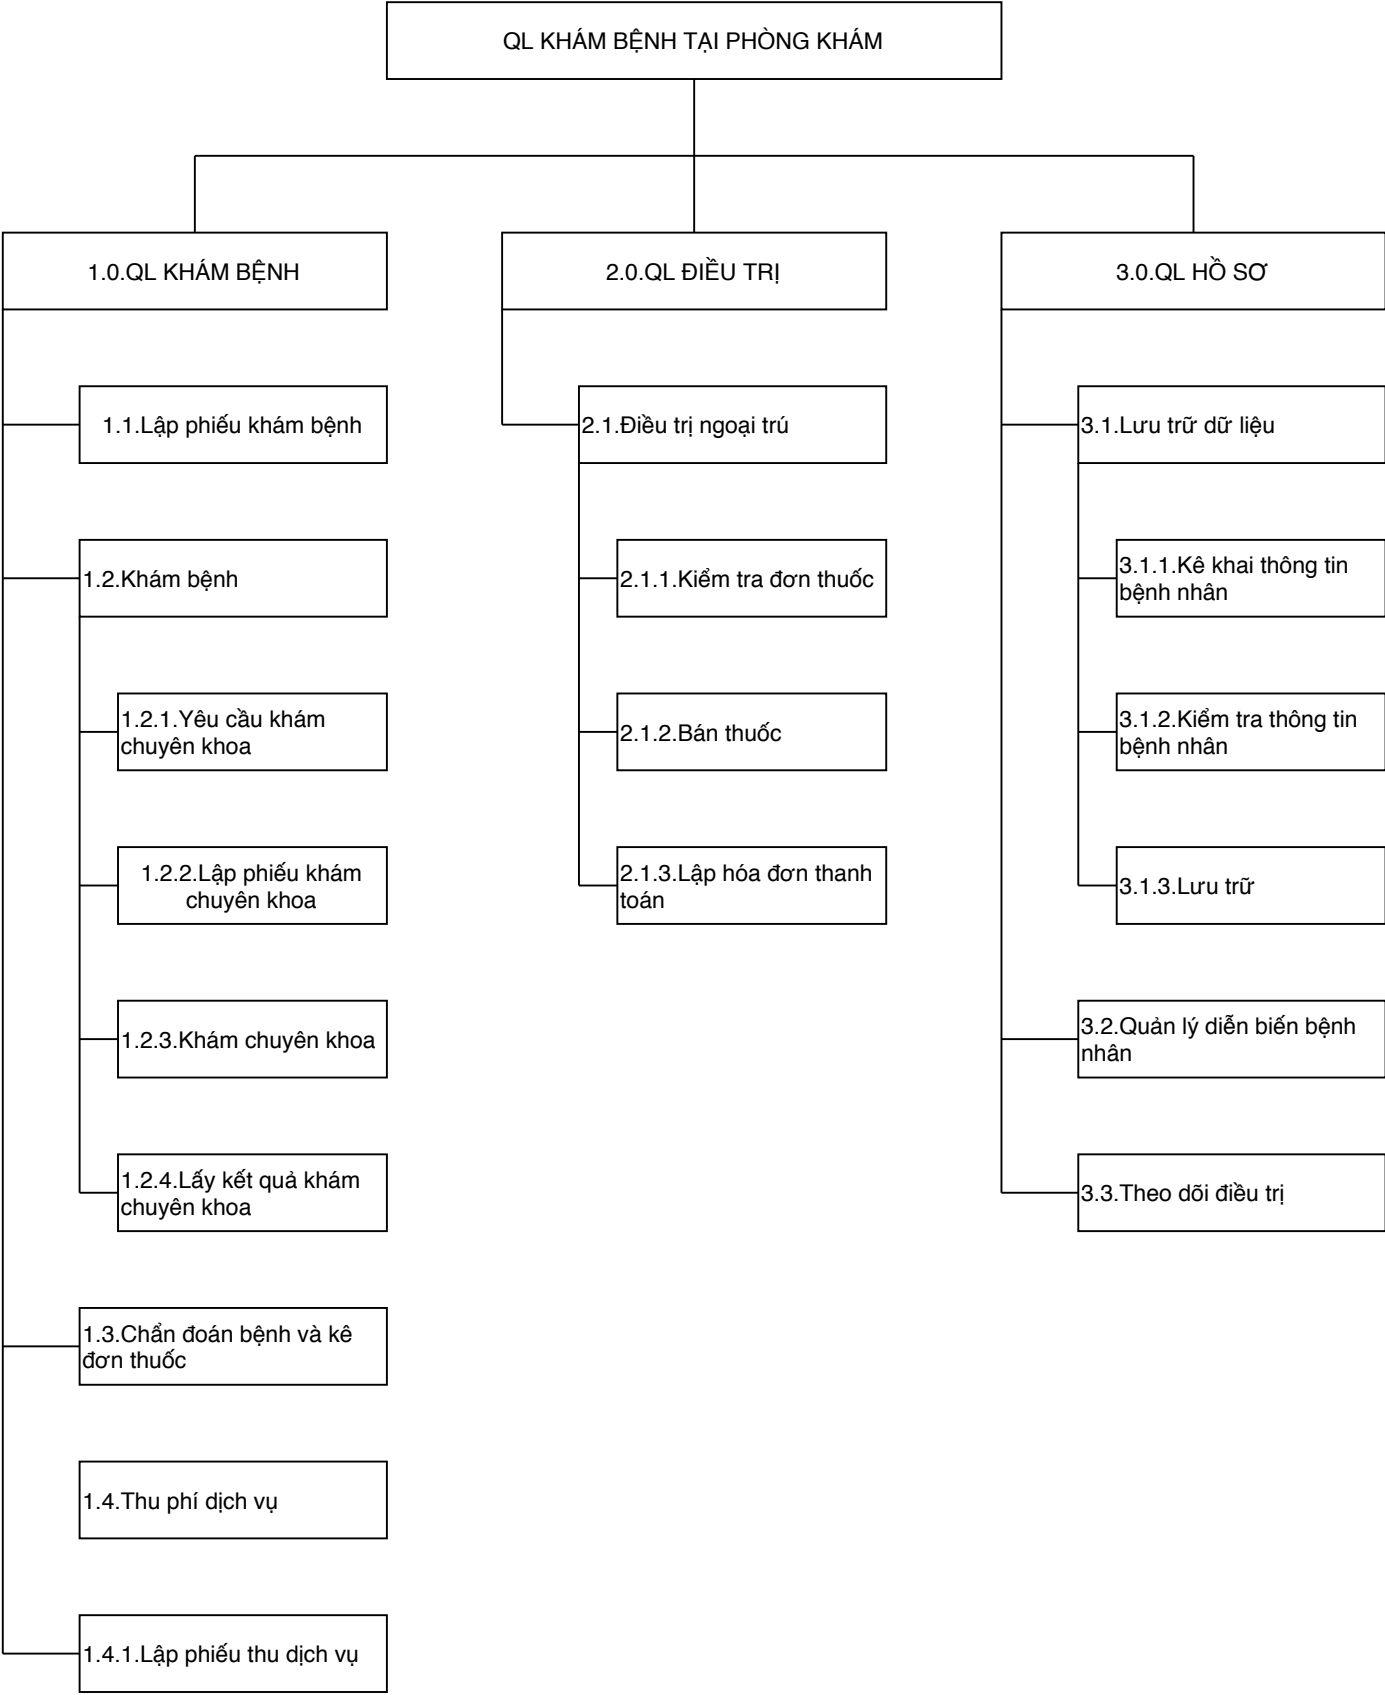 QL KHÁM BỆNH TẠI PHÒNG KHÁM
1.0.QL KHÁM BỆNH
1.1.Lập phiếu khám bệnh
1.2.Khám bệnh
1.2.1.Yêu cầu khám
chuyên khoa
1.2.2.Lập phiếu khám
chuyên khoa
1.2.3.Khám chuyên khoa
1.2.4.Lấy kết quả khám
chuyên khoa
1.3.Chẩn đoán bệnh và kê
đơn thuốc
1.4.Thu phí dịch vụ
1.4.1.Lập phiếu thu dịch vụ
2.0.QL ĐIỀU TRỊ
2.1.Điều trị ngoại trú
2.1.1.Kiểm tra đơn thuốc
2.1.2.Bán thuốc
2.1.3.Lập hóa đơn thanh
toán
3.0.QL HỒ SƠ
3.1.Lưu trữ dữ liệu
3.1.1.Kê khai thông tin
bệnh nhân
3.1.2.Kiểm tra thông tin
bệnh nhân
3.1.3.Lưu trữ
3.2.Quản lý diễn biến bệnh
nhân
3.3.Theo dõi điều trị